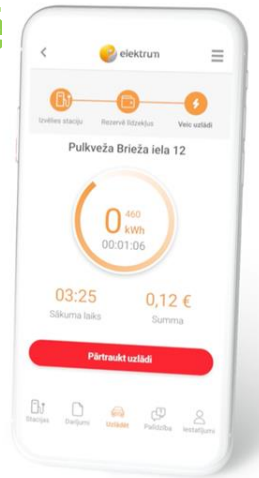 elektrum
Izvēlies staciju
Rezervē līdzekļus
Veic uzlādi
Pulkveža Brieža iela 12
0 460
kWh
00:01:06
03:25
0,12 €
Sākuma laiks
Summa
Pārtraukt uzlādi
Stacijas
Darījumi
Uzlādēt
Palīdzība
Iestatījumi